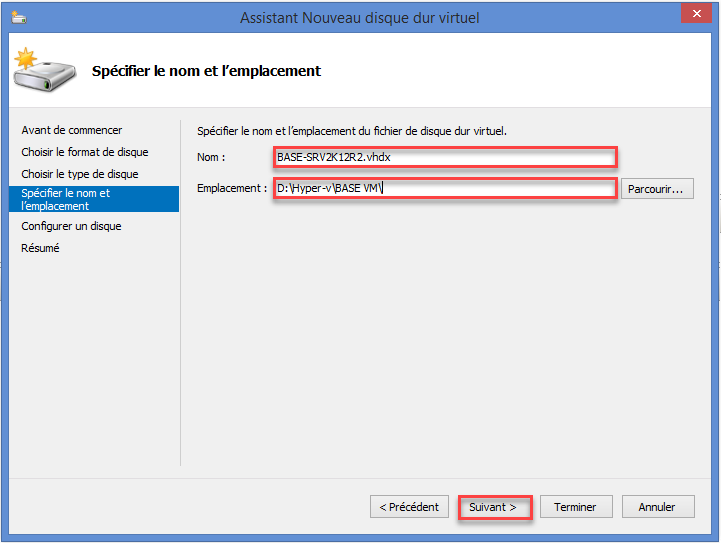 Assistant Nouveau disque dur virtuel
Spécifier le nom et l'emplacement
Avant de commencer
Choisir le format de disque
Choisir le type de disque
Spécifier le nom et
l'emplacement
Configurer un disque
Résumé
Spécifier le nom et l'emplacement du fichier de disque dur virtuel.
Nom : BASE-SRV2K12R2.vhdx
Emplacement : D:\Hyper-v\BASE VM\ Parcourir...
< Précédent Suivant > Terminer Annuler